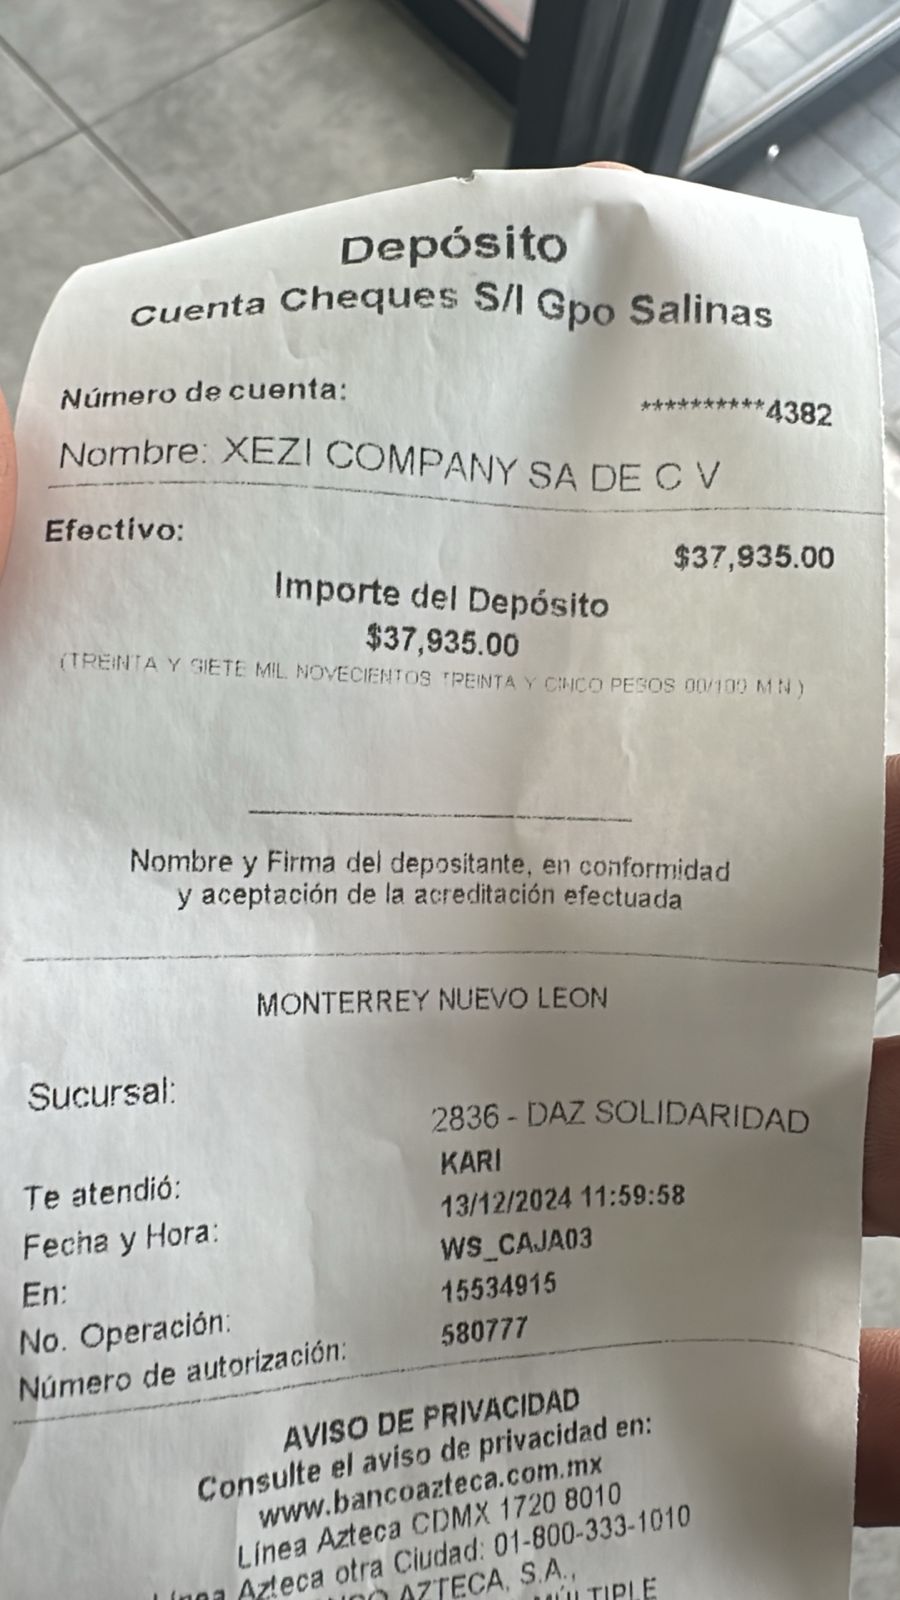 Depósito
Cuenta Cheques S/I Gpo Salinas
Número de cuenta: **********4382
Nombre: XEZI COMPANY SA DE C V
Efectivo: $37,935.00
Importe del Depósito
$37,935.00
(TREINTA Y SIETE MIL NOVECIENTOS TREINTA Y CINCO PESOS 00/100 M N )
Nombre y Firma del depositante, en conformidad
y aceptación de la acreditación efectuada
MONTERREY NUEVO LEON
Sucursal: 2836 - DAZ SOLIDARIDAD
Te atendió: KARI
Fecha y Hora: 13/12/2024 11:59:58
En: WS_CAJA03
No. Operación: 15534915
Número de autorización: 580777
AVISO DE PRIVACIDAD
Consulte el aviso de privacidad en:
www.bancoazteca.com.mx
Línea Azteca CDMX 1720 8010
Azteca otra Ciudad: 01-800-333-1010
AZTECA, S.A.,
MÚLTIPLE